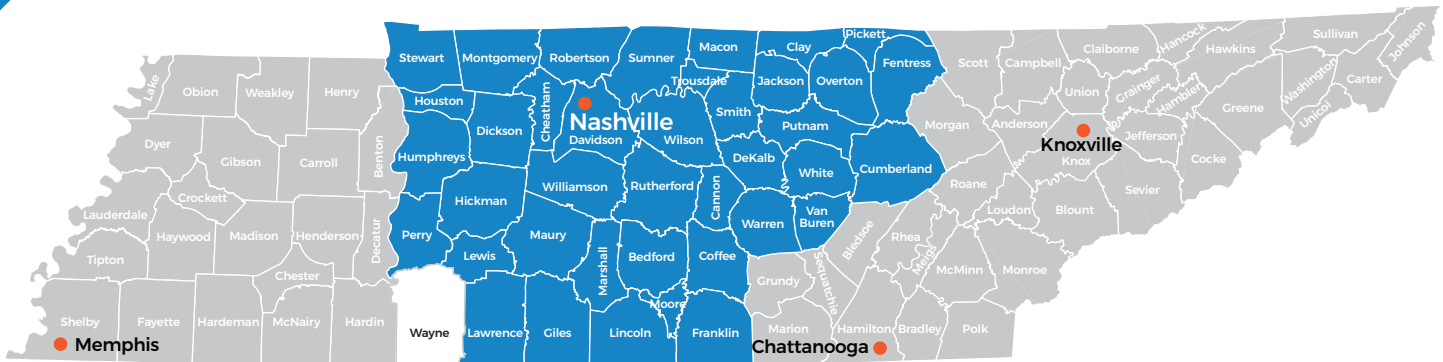 Stewart
Montgomery
Robertson
Sumner
Macon
Clay
Pickett
Fentress
Scott
Campbell
Claiborne
Hancock
Hawkins
Sullivan
Johnson
Lake
Obion
Weakley
Henry
Houston
Cheatham
Trousdale
Jackson
Overton
Union
Grainger
Hamblen
Washington
Carter
Unicoi
Greene
Dyer
Gibson
Carroll
Benton
Humphreys
Dickson
Nashville
Davidson
Wilson
Smith
Putnam
Morgan
Anderson
Knoxville
Knox
Jefferson
Cocke
DeKalb
White
Cumberland
Roane
Loudon
Blount
Sevier
Lauderdale
Crockett
Haywood
Madison
Henderson
Decatur
Perry
Hickman
Williamson
Rutherford
Cannon
Warren
Van
Buren
Bledsoe
Rhea
Meigs
McMinn
Monroe
Tipton
Chester
Lewis
Maury
Marshall
Bedford
Coffee
Grundy
Sequatchie
Shelby
Fayette
Hardeman
McNairy
Hardin
Wayne
Lawrence
Giles
Lincoln
Moore
Franklin
Marion
Hamilton
Bradley
Polk
Memphis
Chattanooga